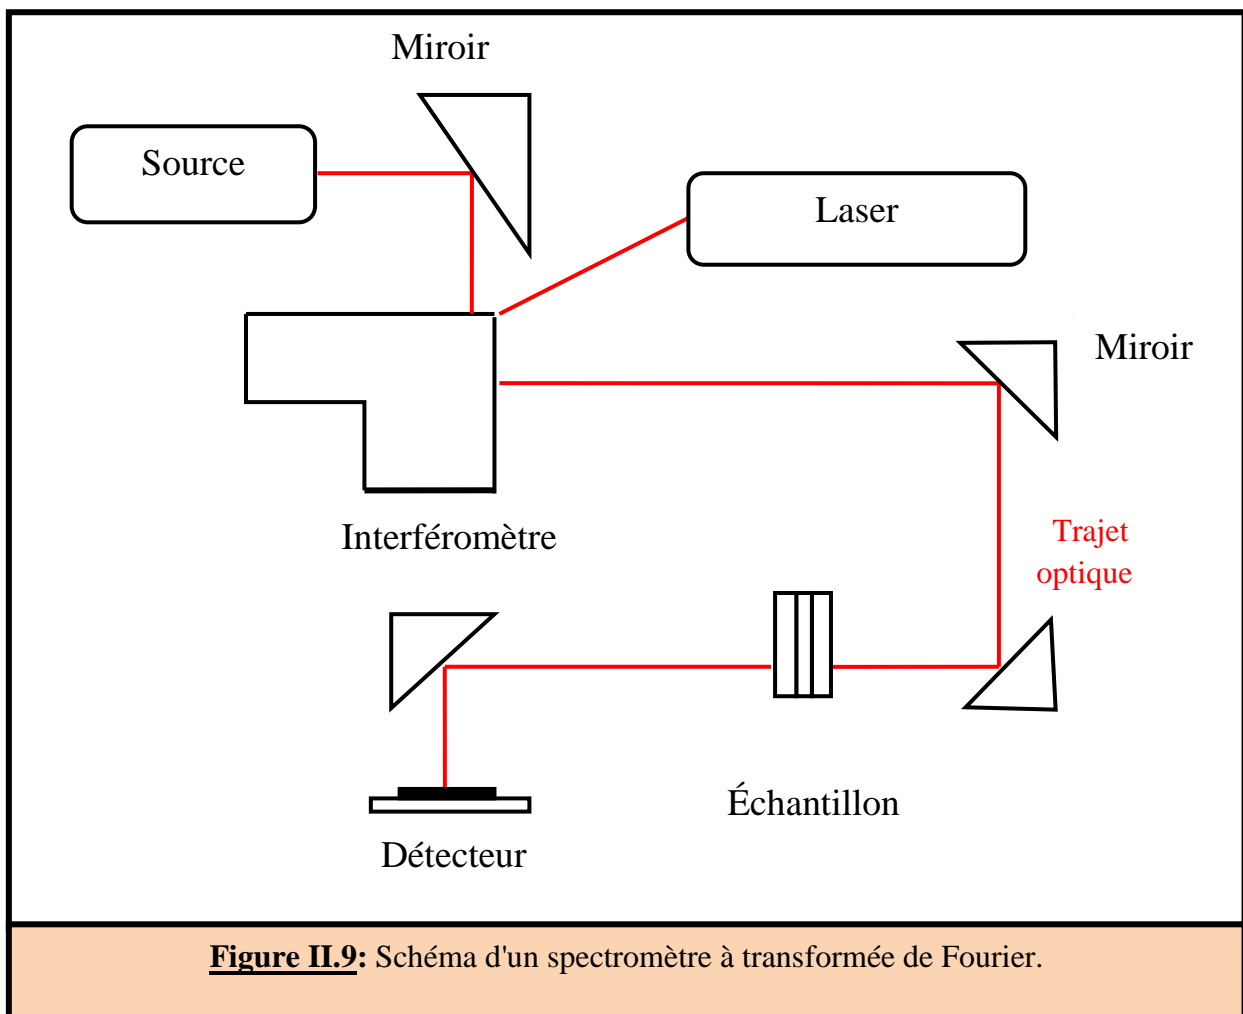 Miroir
Source
Laser
Miroir
Interféromètre
Trajet
optique
Échantillon
Détecteur
Figure II.9: Schéma d'un spectromètre à transformée de Fourier.